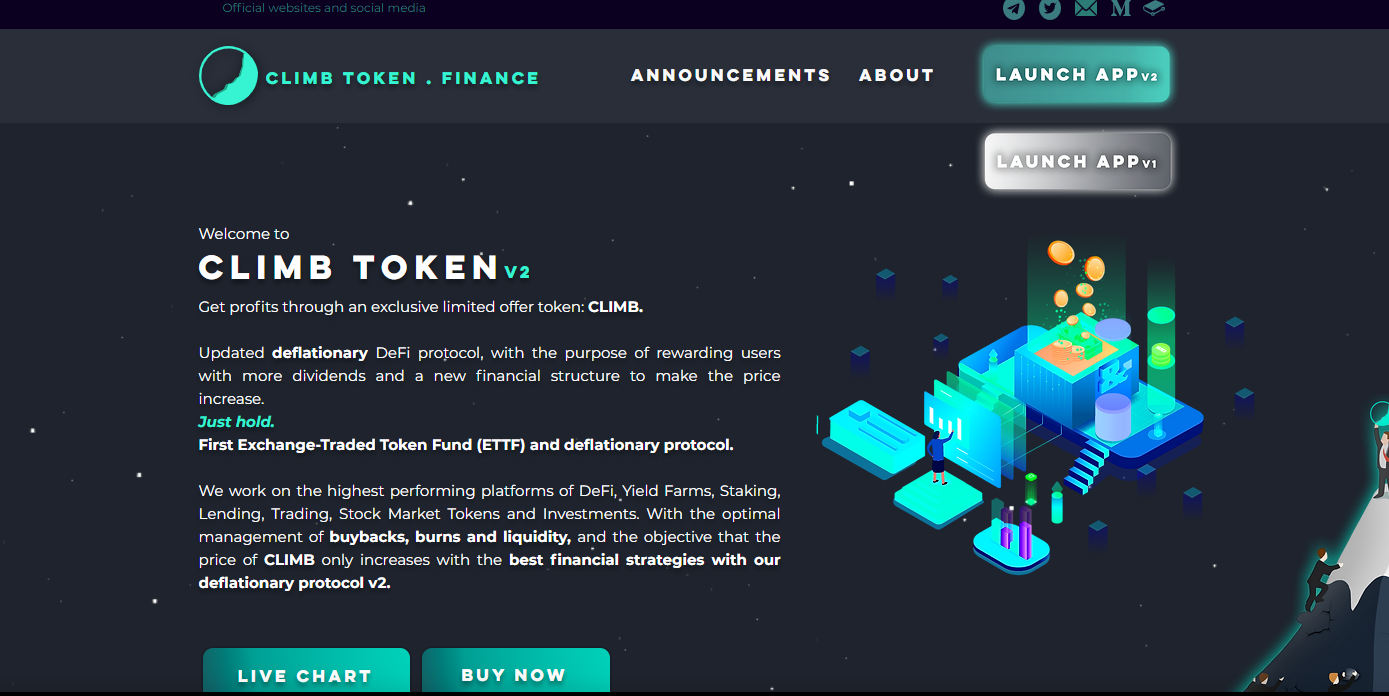 Official websites and social media
CLIMB TOKEN . FINANCE
ANNOUNCEMENTS
ABOUT
LAUNCH APP V2
LAUNCH APP V1
Welcome to
CLIMB TOKEN V2
Get profits through an exclusive limited offer token: CLIMB.
Updated deflationary DeFi protocol, with the purpose of rewarding users
with more dividends and a new financial structure to make the price
increase.
Just hold.
First Exchange-Traded Token Fund (ETTF) and deflationary protocol.
We work on the highest performing platforms of DeFi, Yield Farms, Staking,
Lending, Trading, Stock Market Tokens and Investments. With the optimal
management of buybacks, burns and liquidity, and the objective that the
price of CLIMB only increases with the best financial strategies with our
deflationary protocol v2.
LIVE CHART
BUY NOW